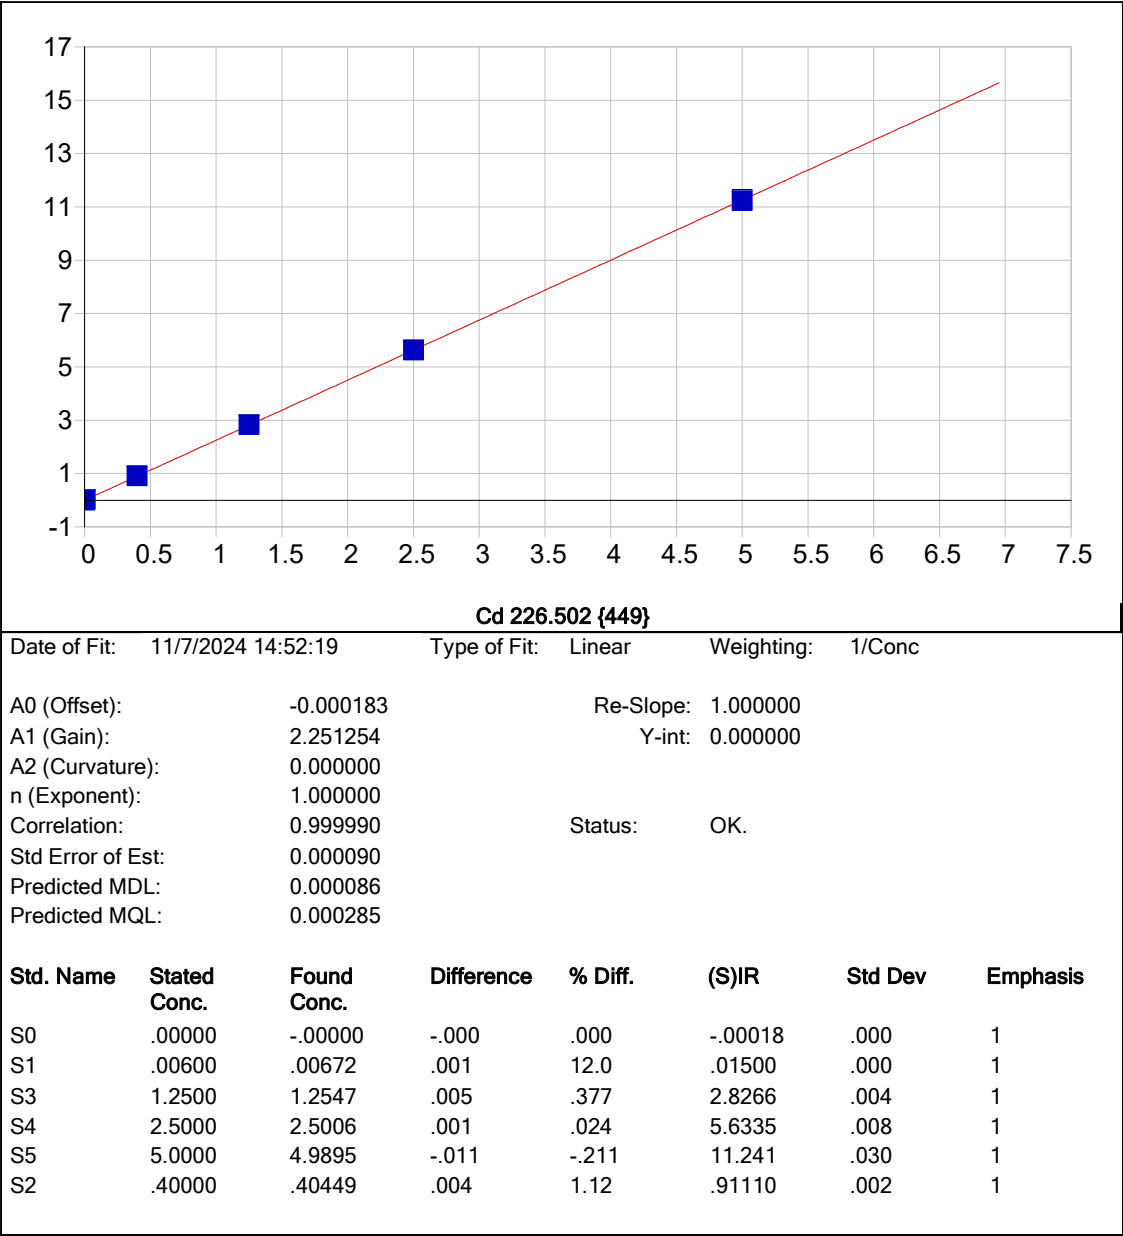 17
15
13
11
9
7
5
3
1
-1
0 0.5 1 1.5 2 2.5 3 3.5 4 4.5 5 5.5 6 6.5 7 7.5
Cd 226.502 {449}
Date of Fit: 11/7/2024 14:52:19 Type of Fit: Linear Weighting: 1/Conc
A0 (Offset): -0.000183 Re-Slope: 1.000000
A1 (Gain): 2.251254 Y-int: 0.000000
A2 (Curvature): 0.000000
n (Exponent): 1.000000
Correlation: 0.999990 Status: OK.
Std Error of Est: 0.000090
Predicted MDL: 0.000086
Predicted MQL: 0.000285
Std. Name Stated Found Difference % Diff. (S)IR Std Dev Emphasis
Conc. Conc.
S0 .00000 -.00000 -.000 .000 -.00018 .000 1
S1 .00600 .00672 .001 12.0 .01500 .000 1
S3 1.2500 1.2547 .005 .377 2.8266 .004 1
S4 2.5000 2.5006 .001 .024 5.6335 .008 1
S5 5.0000 4.9895 -.011 -.211 11.241 .030 1
S2 .40000 .40449 .004 1.12 .91110 .002 1